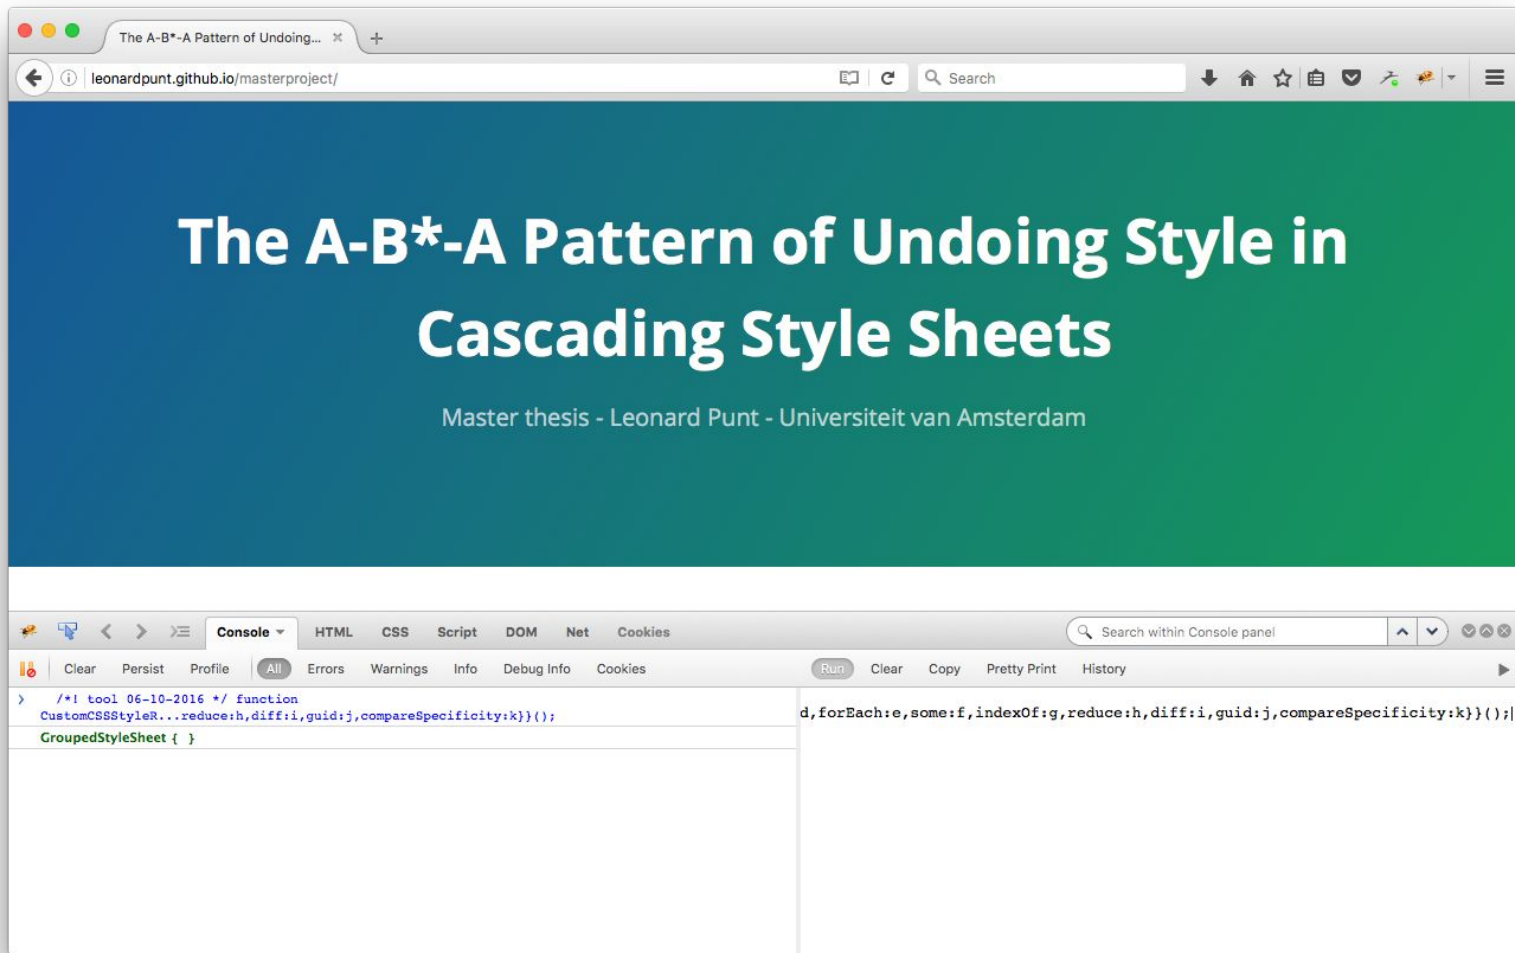 The A-B*-A Pattern of Undoing...
leonardpunt.github.io/masterproject/
Search
The A-B*-A Pattern of Undoing Style in
Cascading Style Sheets
Master thesis - Leonard Punt - Universiteit van Amsterdam
Console HTML CSS Script DOM Net Cookies
Search within Console panel
Clear Persist Profile All Errors Warnings Info Debug Info Cookies
Run Clear Copy Pretty Print History
/*! tool 06-10-2016 */ function
CustomCSSStyleR...reduce:h,diff:i,guid:j,compareSpecificity:k}}();
GroupedStyleSheet { }
d,forEach:e,some:f,indexOf:g,reduce:h,diff:i,guid:j,compareSpecificity:k}}();